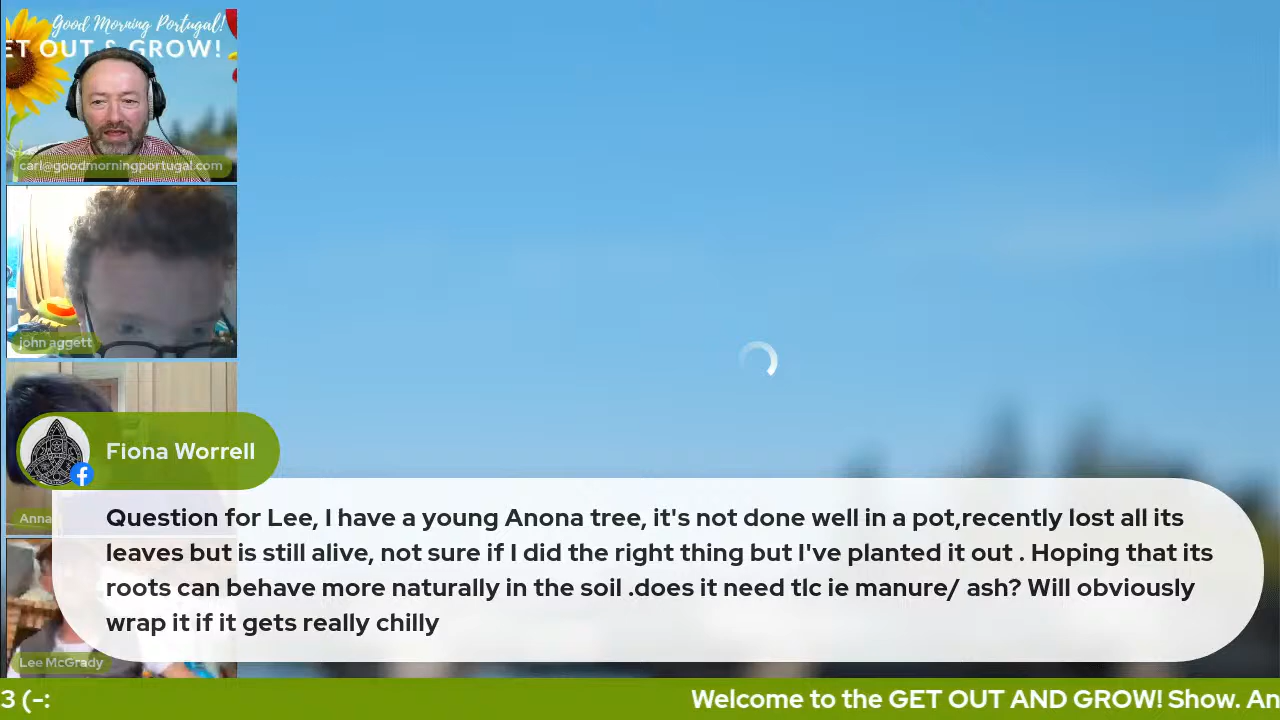 Good Morning Portugal!
ET OUT & GROW!
carl@goodmorningportugal.com
john aggett
Fiona Worrell
Anna
Question for Lee, I have a young Anona tree, it's not done well in a pot,recently lost all its
leaves but is still alive, not sure if I did the right thing but I've planted it out . Hoping that its
roots can behave more naturally in the soil .does it need tlc ie manure/ ash? Will obviously
wrap it if it gets really chilly
Lee McGrady
3 (-: Welcome to the GET OUT AND GROW! Show. An